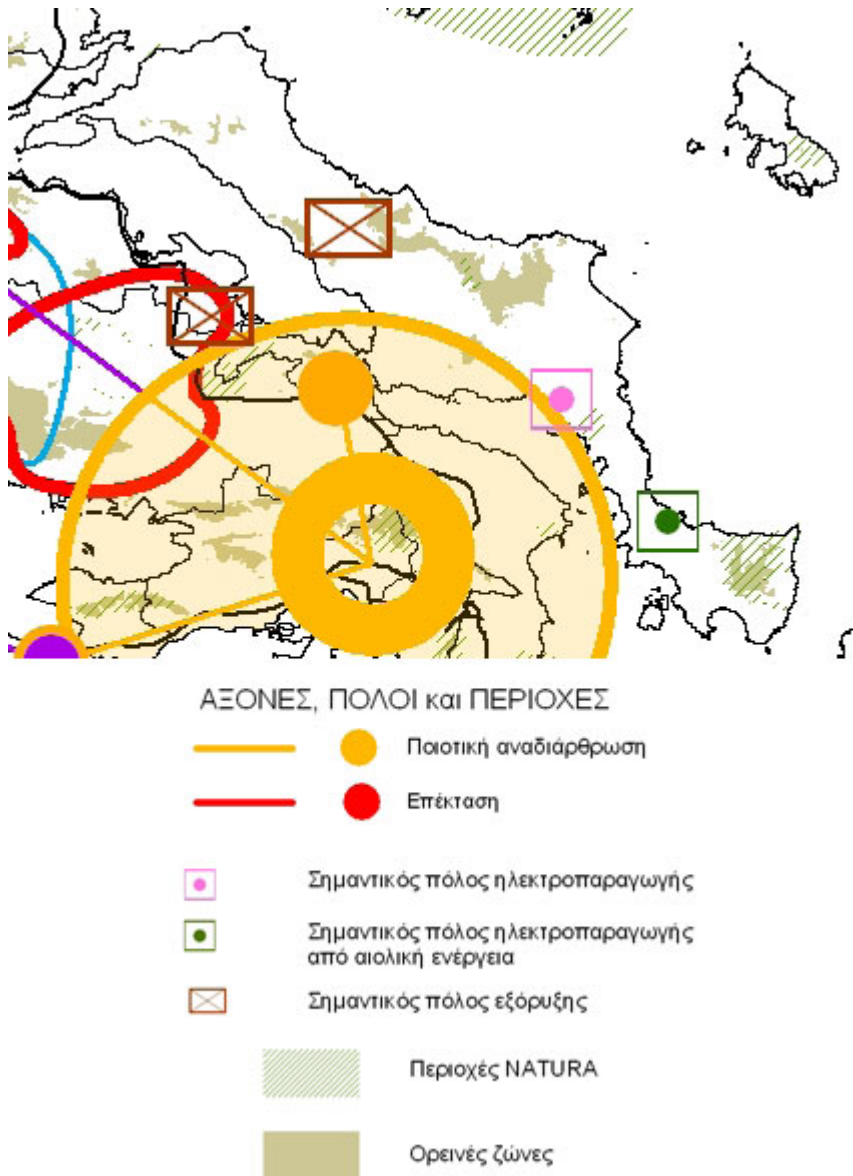 ΑΞΟΝΕΣ, ΠΟΛΟΙ και ΠΕΡΙΟΧΕΣ
Ποιοτική αναδιάρθρωση
Επέκταση
Σημαντικός πόλος ηλεκτροπαραγωγής
Σημαντικός πόλος ηλεκτροπαραγωγής
από αιολική ενέργεια
Σημαντικός πόλος εξόρυξης
Περιοχές NATURA
Ορεινές ζώνες